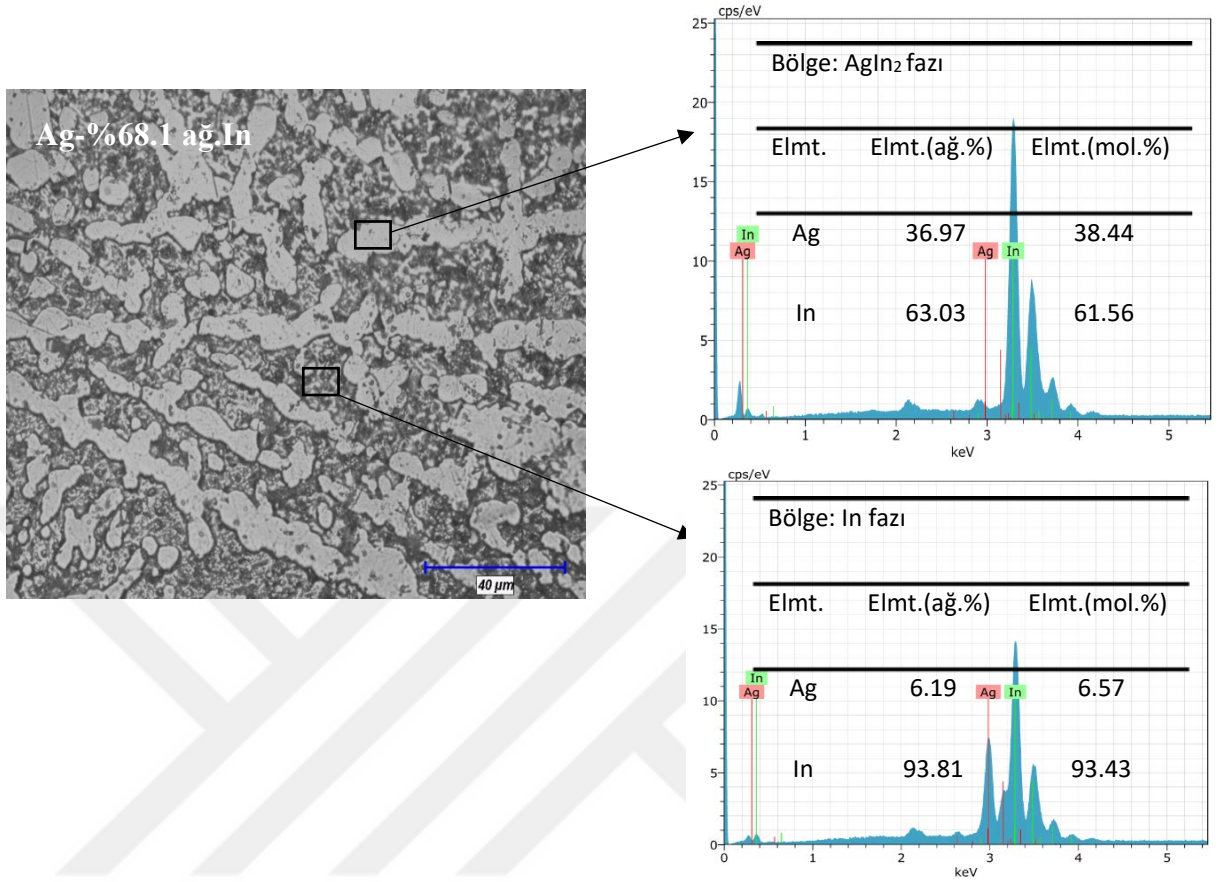 Ag-%68.1 ağ.In
40 µm
cps/eV
25
20
15
10
5
0
Bölge: AgIn₂ fazı
Elmt. Elmt.(ağ.%) Elmt.(mol.%)
Ag 36.97 38.44
In 63.03 61.56
In
Ag
Ag In
0 1 2 3 4 5
keV
cps/eV
25
20
15
10
5
0
Bölge: In fazı
Elmt. Elmt.(ağ.%) Elmt.(mol.%)
Ag 6.19 6.57
In 93.81 93.43
In
Ag
Ag In
0 1 2 3 4 5
keV